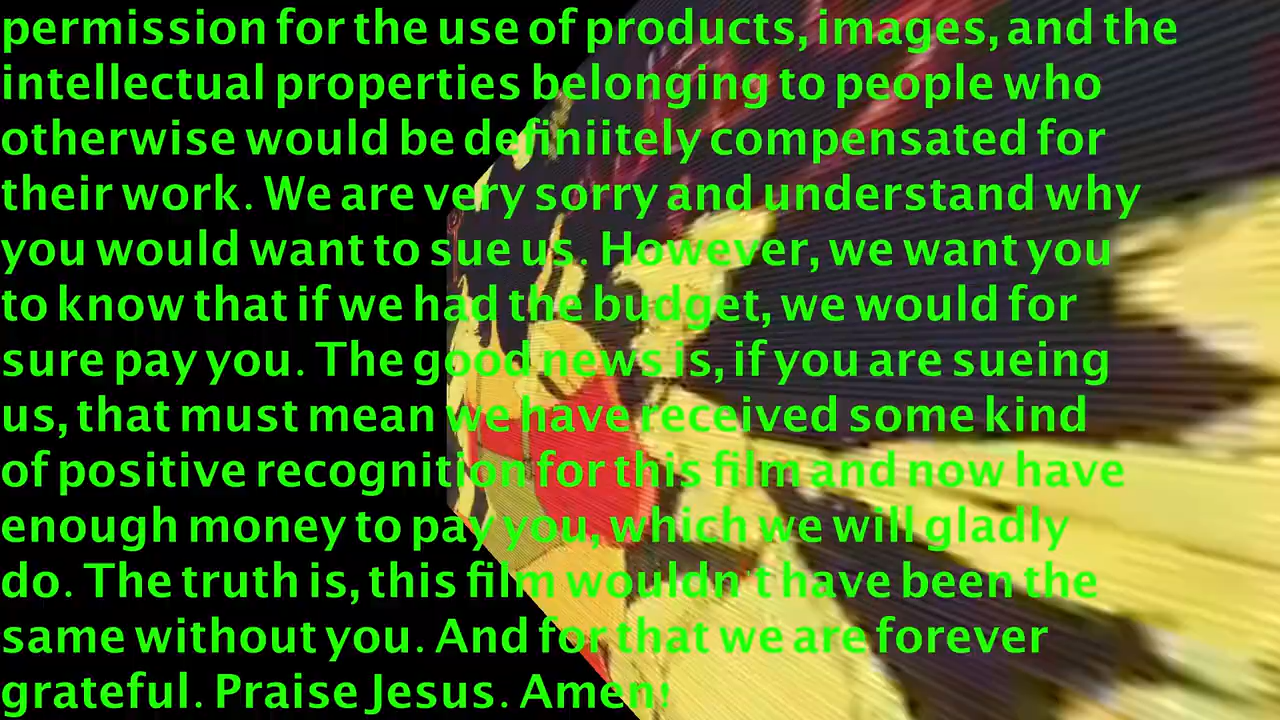 permission for the use of products, images, and the
intellectual properties belonging to people who
otherwise would be definiitely compensated for
their work. We are very sorry and understand why
you would want to sue us. However, we want you
to know that if we had the budget, we would for
sure pay you. The good news is, if you are sueing
us, that must mean we have received some kind
of positive recognition for this film and now have
enough money to pay you, which we will gladly
do. The truth is, this film wouldn't have been the
same without you. And for that we are forever
grateful. Praise Jesus. Amen!